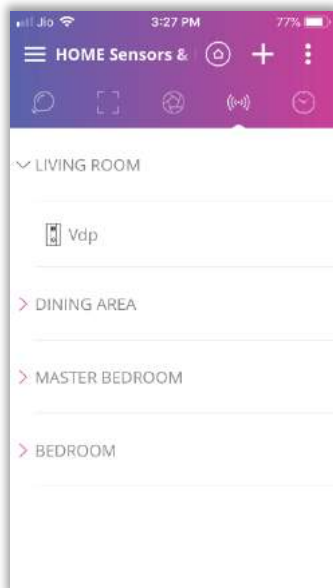 Jio 3:27 PM 77%
HOME Sensors &
LIVING ROOM
Vdp
DINING AREA
MASTER BEDROOM
BEDROOM